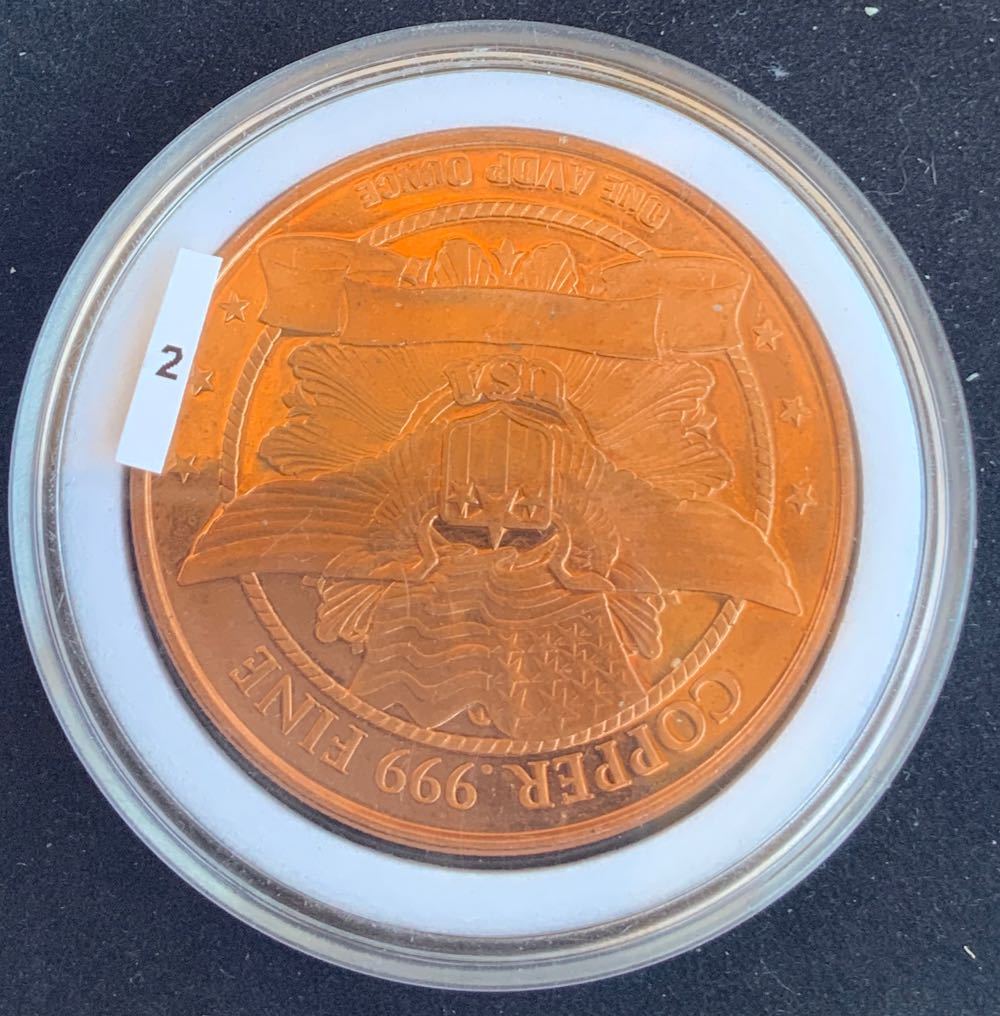 COPPER .999 FINE
USA
ONE AVDP OUNCE
2